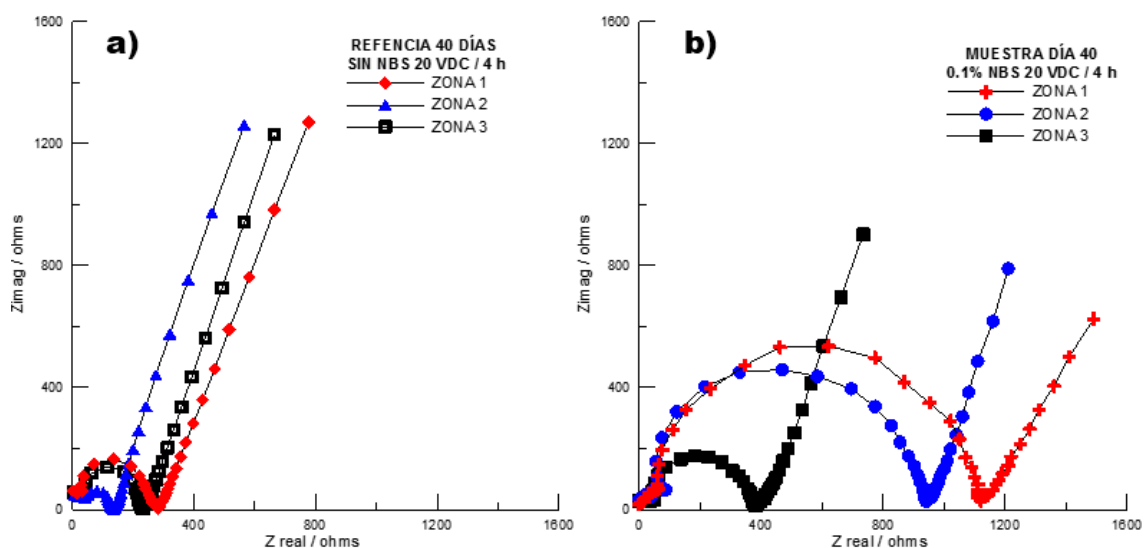 a)
REFENCIA 40 DÍAS
SIN NBS 20 VDC / 4 h
ZONA 1
ZONA 2
ZONA 3
1600
1200
800
400
0
Zimag / ohms
0 400 800 1200 1600
Z real / ohms
b)
MUESTRA DÍA 40
0.1% NBS 20 VDC / 4 h
ZONA 1
ZONA 2
ZONA 3
1600
1200
800
400
0
Zimag / ohms
0 400 800 1200 1600
Z real / ohms